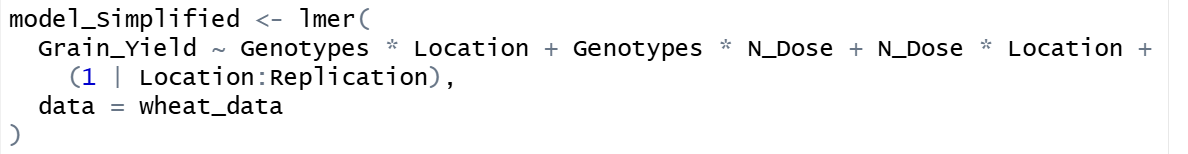 model_Simplified <- lmer(
  Grain_Yield ~ Genotypes * Location + Genotypes * N_Dose + N_Dose * Location +
    (1 | Location:Replication),
  data = wheat_data
)